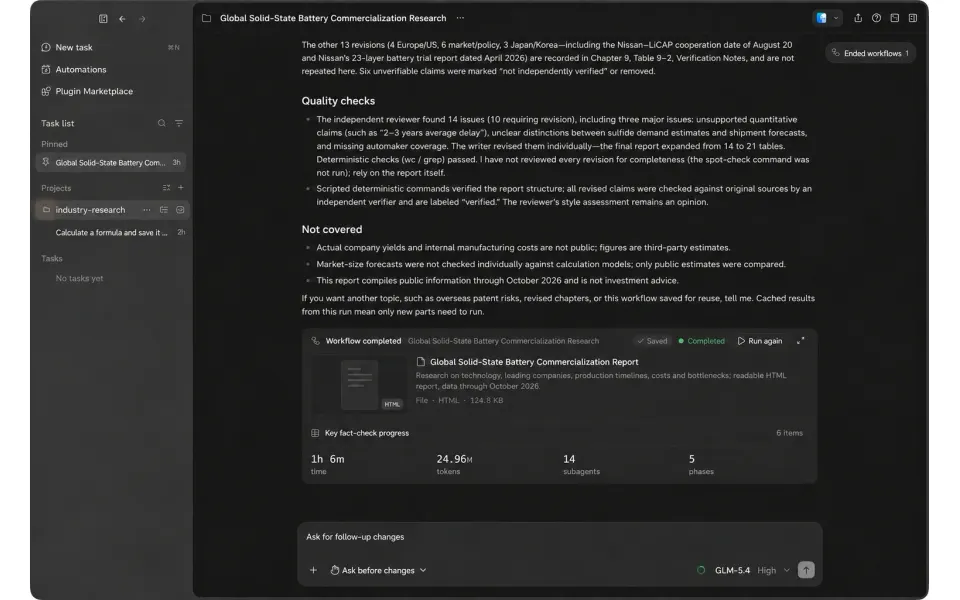 Global Solid-State Battery Commercialization Research ···
New task ⌘N
Automations
Plugin Marketplace
Task list
Pinned
Global Solid-State Battery Com... 3h
Projects
industry-research ···
Calculate a formula and save it ... 2h
Tasks
No tasks yet
Ended workflows 1
The other 13 revisions (4 Europe/US, 6 market/policy, 3 Japan/Korea—including the Nissan–LiCAP cooperation date of August 20
and Nissan's 23-layer battery trial report dated April 2026) are recorded in Chapter 9, Table 9–2, Verification Notes, and are not
repeated here. Six unverifiable claims were marked "not independently verified" or removed.
Quality checks
• The independent reviewer found 14 issues (10 requiring revision), including three major issues: unsupported quantitative
claims (such as "2–3 years average delay"), unclear distinctions between sulfide demand estimates and shipment forecasts,
and missing automaker coverage. The writer revised them individually—the final report expanded from 14 to 21 tables.
Deterministic checks (wc / grep) passed. I have not reviewed every revision for completeness (the spot-check command was
not run); rely on the report itself.
• Scripted deterministic commands verified the report structure; all revised claims were checked against original sources by an
independent verifier and are labeled "verified." The reviewer's style assessment remains an opinion.
Not covered
• Actual company yields and internal manufacturing costs are not public; figures are third-party estimates.
• Market-size forecasts were not checked individually against calculation models; only public estimates were compared.
• This report compiles public information through October 2026 and is not investment advice.
If you want another topic, such as overseas patent risks, revised chapters, or this workflow saved for reuse, tell me. Cached results
from this run mean only new parts need to run.
Workflow completed Global Solid-State Battery Commercialization Research ✓ Saved ● Completed Run again
Global Solid-State Battery Commercialization Report
Research on technology, leading companies, production timelines, costs and bottlenecks; readable HTML
report, data through October 2026.
File · HTML · 124.8 KB
HTML
Key fact-check progress 6 items
1h 6m 24.96M 14 5
time tokens subagents phases
Ask for follow-up changes
+ Ask before changes GLM-5.4 High